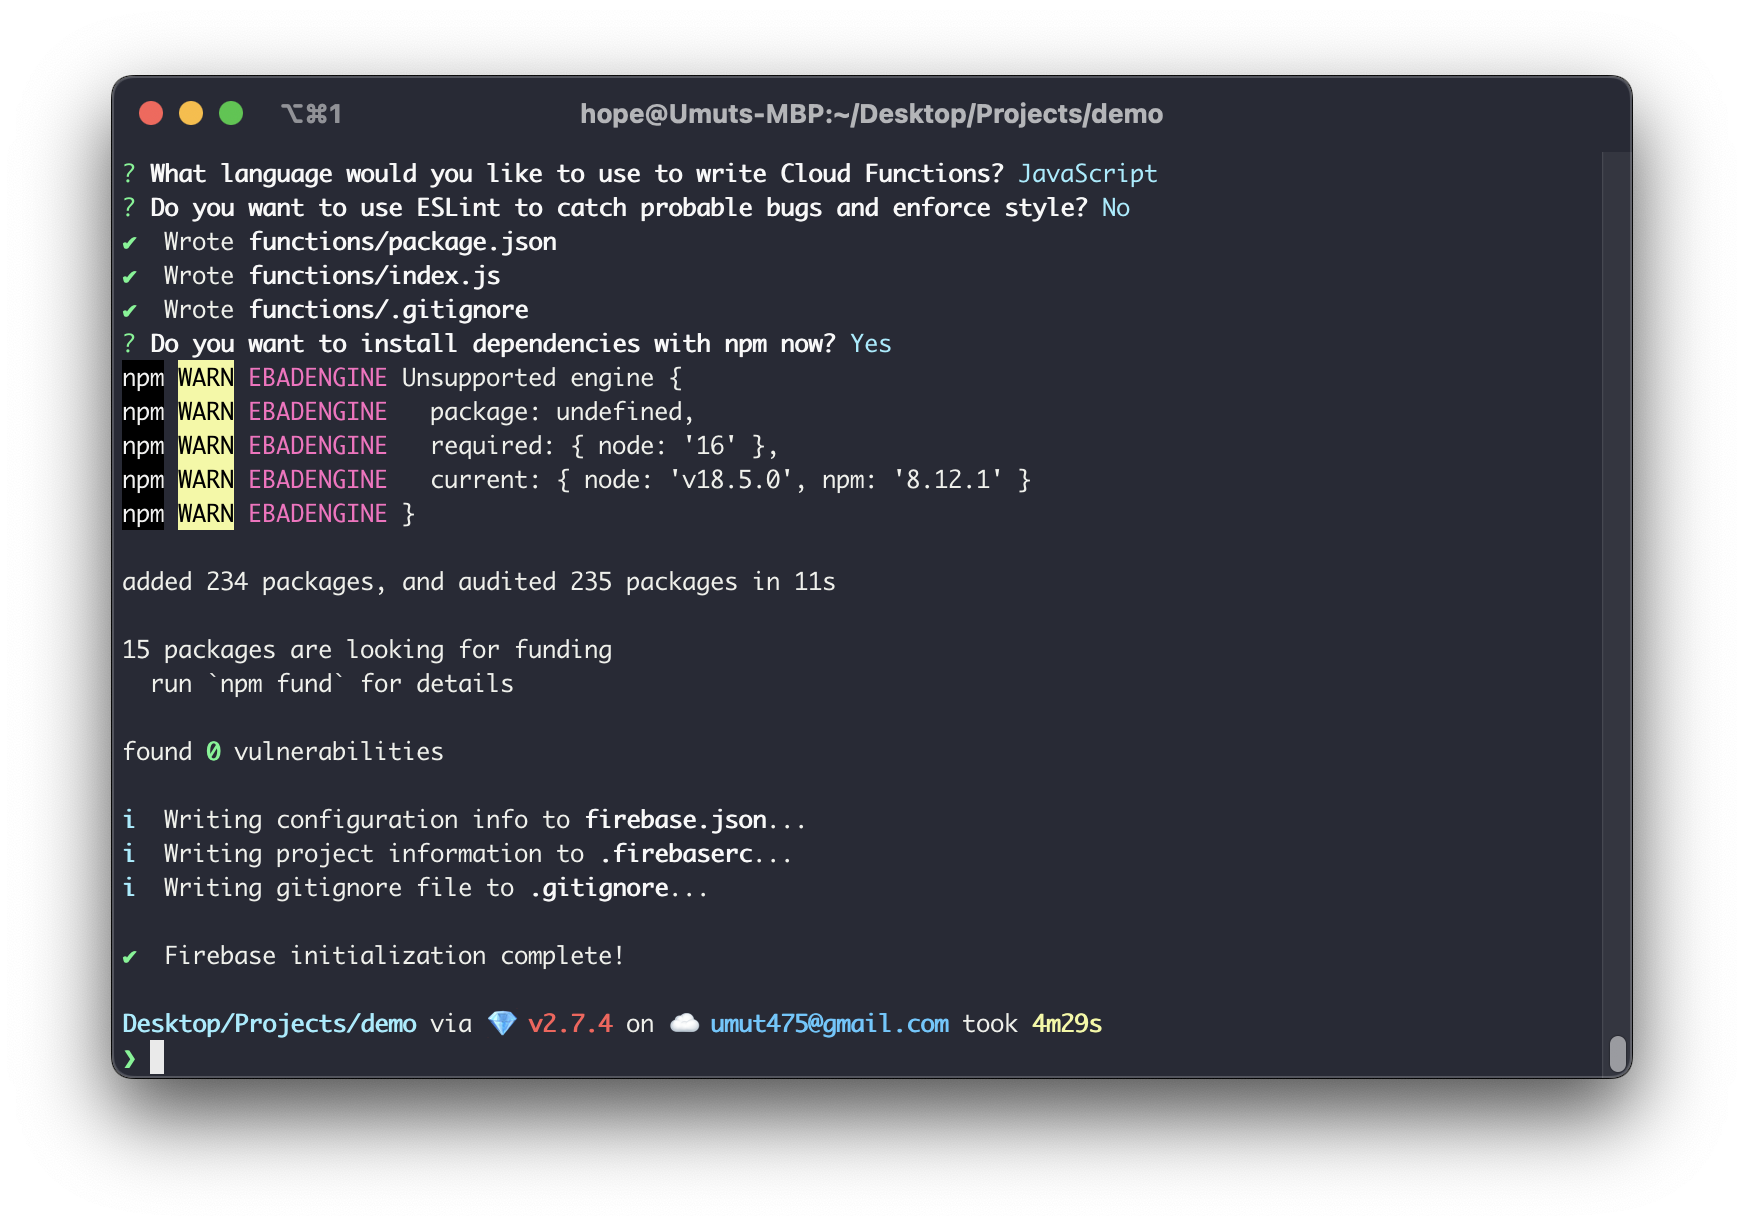 ⌥⌘1
hope@Umuts-MBP:~/Desktop/Projects/demo
? What language would you like to use to write Cloud Functions? JavaScript
? Do you want to use ESLint to catch probable bugs and enforce style? No
✔  Wrote functions/package.json
✔  Wrote functions/index.js
✔  Wrote functions/.gitignore
? Do you want to install dependencies with npm now? Yes
npm WARN EBADENGINE Unsupported engine {
npm WARN EBADENGINE   package: undefined,
npm WARN EBADENGINE   required: { node: '16' },
npm WARN EBADENGINE   current: { node: 'v18.5.0', npm: '8.12.1' }
npm WARN EBADENGINE }
added 234 packages, and audited 235 packages in 11s
15 packages are looking for funding
  run `npm fund` for details
found 0 vulnerabilities
i  Writing configuration info to firebase.json...
i  Writing project information to .firebaserc...
i  Writing gitignore file to .gitignore...
✔  Firebase initialization complete!
Desktop/Projects/demo via 💎 v2.7.4 on ☁️ umut475@gmail.com took 4m29s
❯